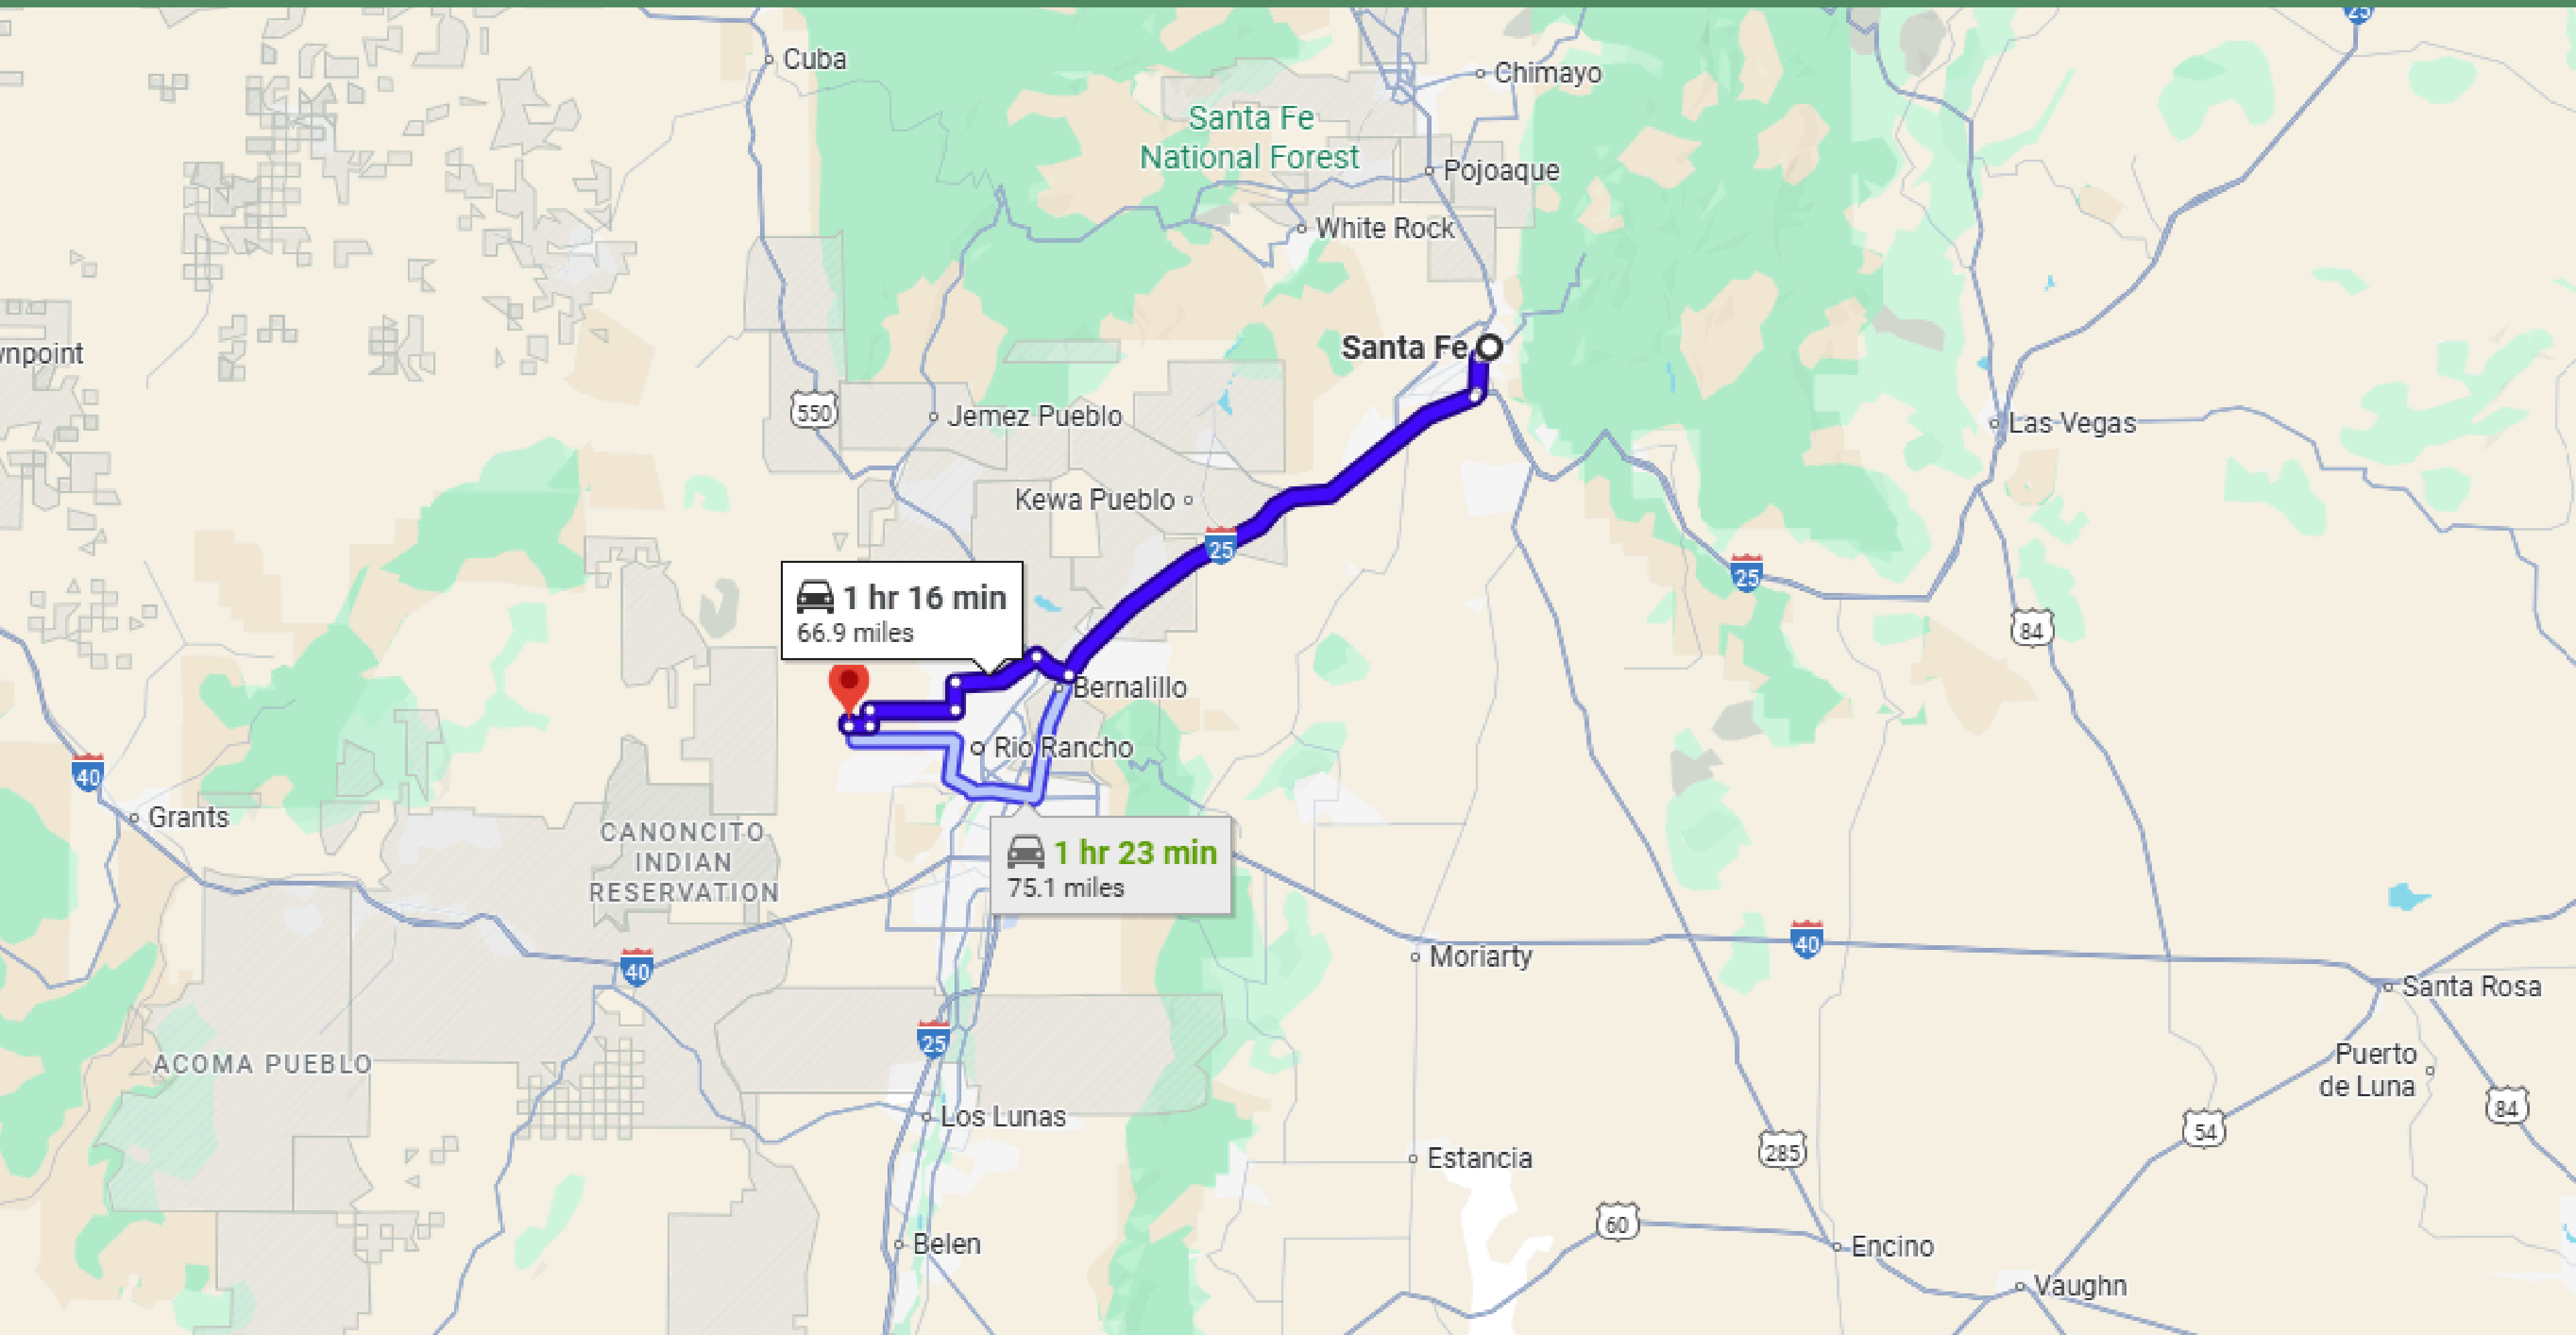 25
Cuba
Chimayo
Santa Fe
National Forest
Pojoaque
White Rock
Santa Fe
ynpoint
550
Jemez Pueblo
Las Vegas
Kewa Pueblo
25
25
1 hr 16 min
66.9 miles
84
Bernalillo
Rio Rancho
40
Grants
CANONCITO
INDIAN
RESERVATION
1 hr 23 min
75.1 miles
40
40
Moriarty
Santa Rosa
25
ACOMA PUEBLO
Puerto
de Luna
84
Los Lunas
54
285
Estancia
60
Belen
Encino
Vaughn